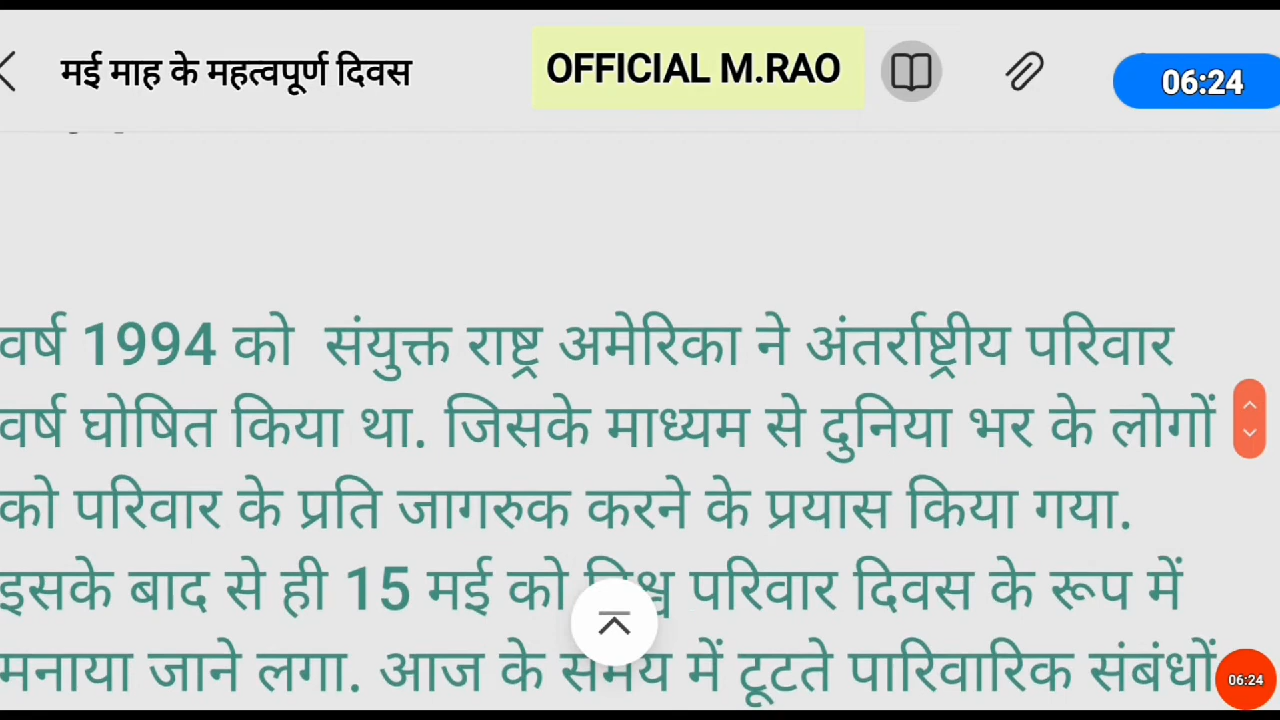 मई माह के महत्वपूर्ण दिवस
OFFICIAL M.RAO
06:24
वर्ष 1994 को संयुक्त राष्ट्र अमेरिका ने अंतर्राष्ट्रीय परिवार
वर्ष घोषित किया था. जिसके माध्यम से दुनिया भर के लोगों
को परिवार के प्रति जागरुक करने के प्रयास किया गया.
इसके बाद से ही 15 मई को विश्व परिवार दिवस के रूप में
मनाया जाने लगा. आज के समय में टूटते पारिवारिक संबंधों
06:24